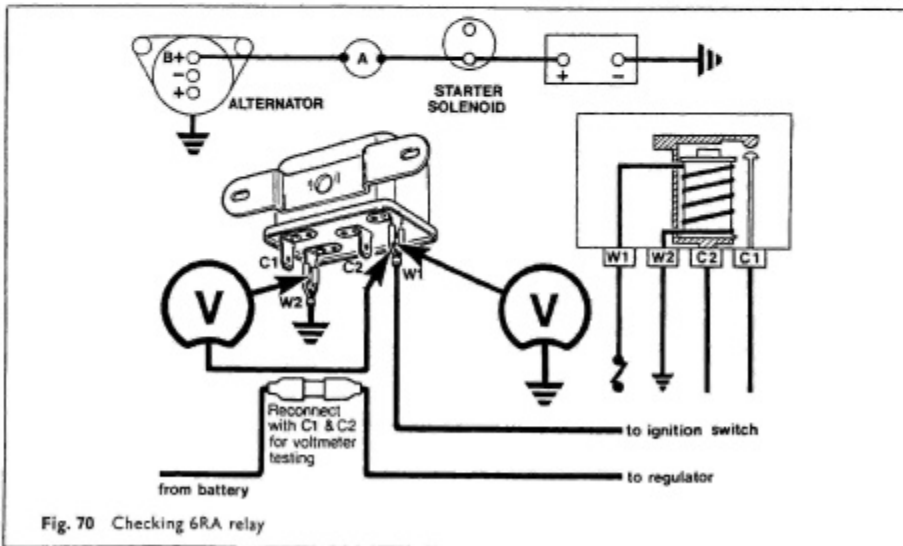 B+
–
+
ALTERNATOR
A
STARTER
SOLENOID
+ –
C1
C2
W1
W2
V
V
W1 W2 C2 C1
Reconnect
with C1 & C2
for voltmeter
testing
to ignition switch
from battery
to regulator
Fig. 70 Checking 6RA relay